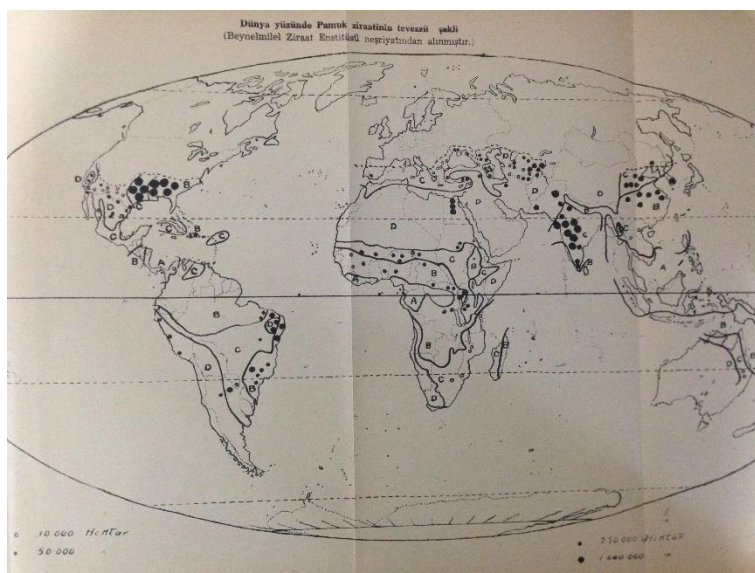 Dünya yüzünde Pamuk ziraatinin tevezzü şekli
(Beynelmilel Ziraat Enstitüsü neşriyatından alınmıştır.)
D
B
D
C
B
C
C
B
A
C
B
C
D
B
C
D
D
C
B
A
C
B
D
A
B
C
D
C
B
D
D
C
B
C
B
A
B
C
D
10 000 Hektar
50 000
250 000 Hektar
1 000 000 "